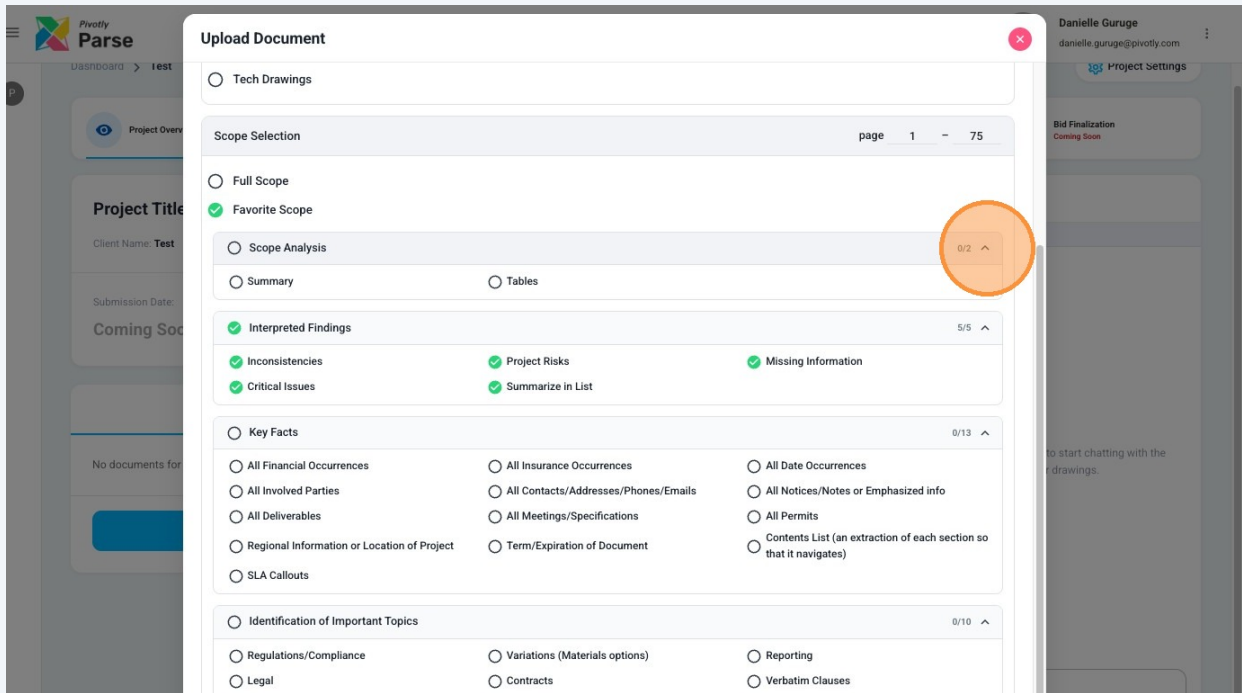 Pivotly
Parse
Upload Document
Danielle Guruge
danielle.guruge@pivotly.com
Dashboard > Test
Project Settings
P
Tech Drawings
Project Overv
Bid Finalization
Coming Soon
Scope Selection
page 1 – 75
Full Scope
Favorite Scope
Project Title
Client Name: Test
Submission Date:
Coming Soo
No documents for
to start chatting with the
r drawings.
Scope Analysis 0/2
Summary Tables
Interpreted Findings 5/5
Inconsistencies Project Risks Missing Information
Critical Issues Summarize in List
Key Facts 0/13
All Financial Occurrences All Insurance Occurrences All Date Occurrences
All Involved Parties All Contacts/Addresses/Phones/Emails All Notices/Notes or Emphasized info
All Deliverables All Meetings/Specifications All Permits
Regional Information or Location of Project Term/Expiration of Document Contents List (an extraction of each section so
that it navigates)
SLA Callouts
Identification of Important Topics 0/10
Regulations/Compliance Variations (Materials options) Reporting
Legal Contracts Verbatim Clauses